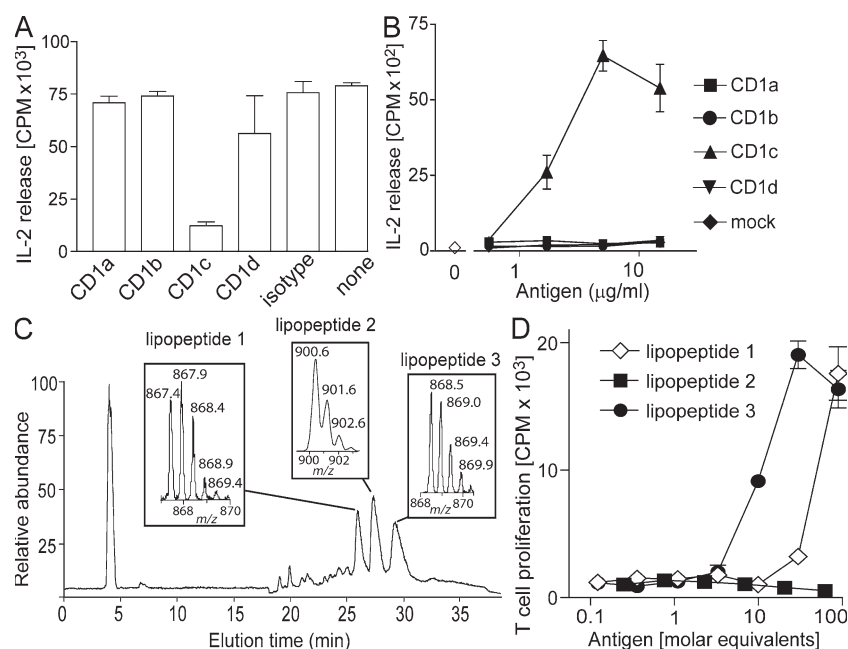 A
IL-2 release [CPM x10³]
100
75
50
25
0
CD1a
CD1b
CD1c
CD1d
isotype
none
B
IL-2 release [CPM x10²]
75
50
25
0
0
1
10
Antigen (µg/ml)
CD1a
CD1b
CD1c
CD1d
mock
C
Relative abundance
100
75
50
25
0
5
10
15
20
25
30
35
Elution time (min)
lipopeptide 1
867.4
867.9
868.4
868.9
869.4
868
870
m/z
lipopeptide 2
900.6
901.6
902.6
900
902
m/z
lipopeptide 3
868.5
869.0
869.4
869.9
868
870
m/z
D
T cell proliferation [CPM x 10³]
20
10
0
lipopeptide 1
lipopeptide 2
lipopeptide 3
0.1
1
10
100
Antigen [molar equivalents]